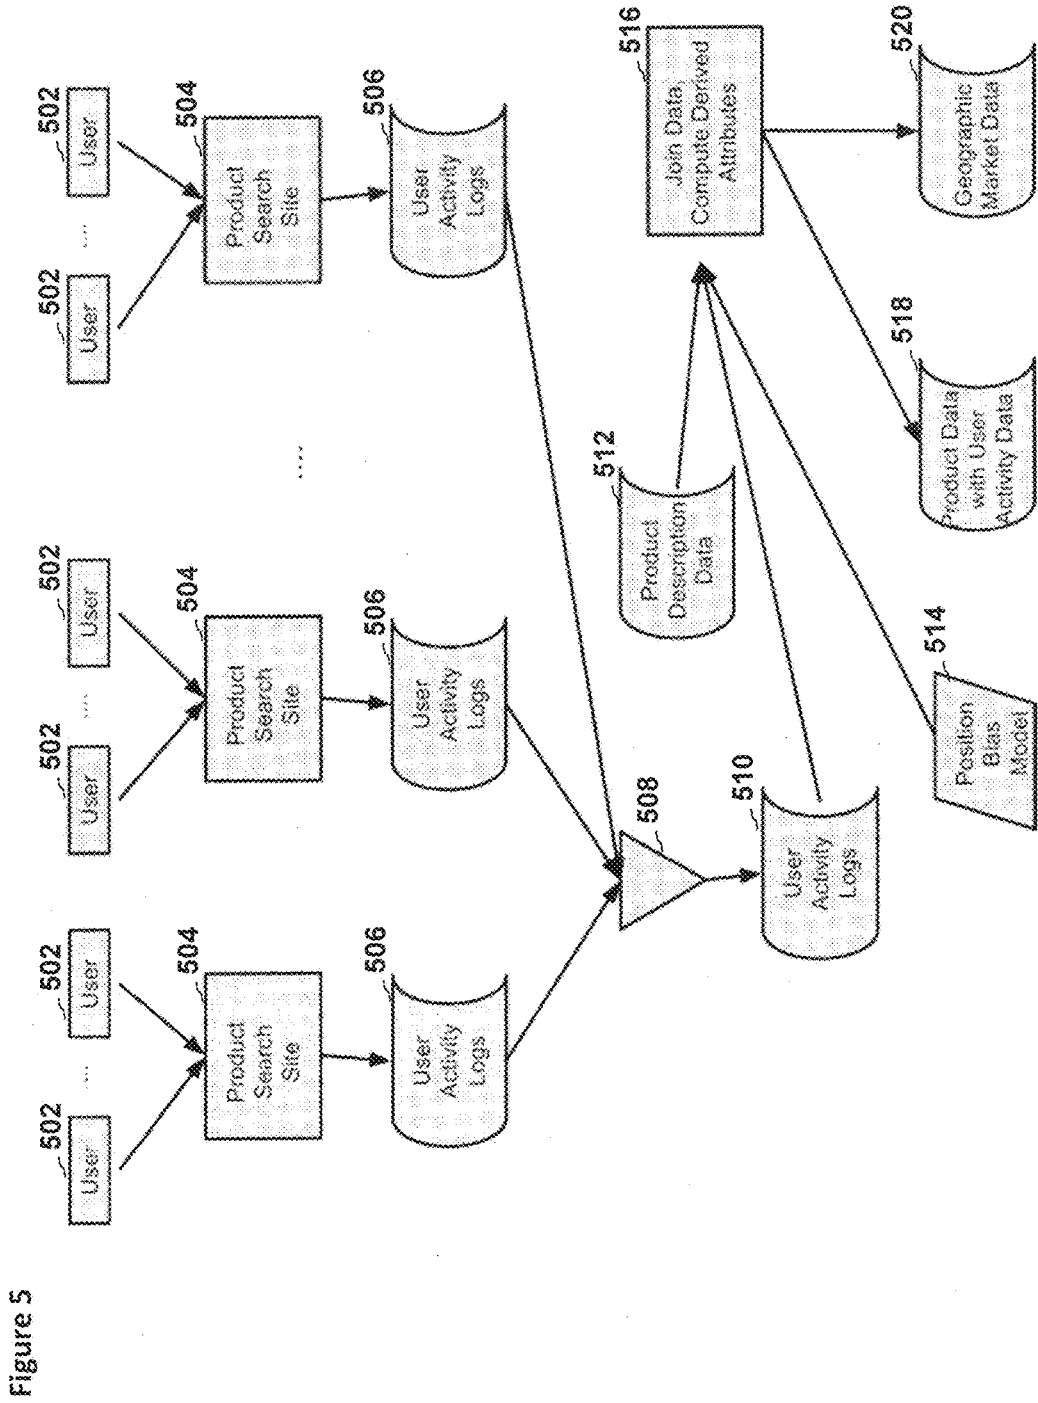 Figure 5
502
User
....
502
User
502
User
....
502
User
502
User
....
502
User
504
Product
Search
Site
504
Product
Search
Site
....
504
Product
Search
Site
506
User
Activity
Logs
506
User
Activity
Logs
506
User
Activity
Logs
508
510
User
Activity
Logs
512
Product
Description
Data
514
Position
Bias
Model
516
Join Data,
Compute Derived
Attributes
518
Product Data
with User
Activity Data
520
Geographic
Market Data